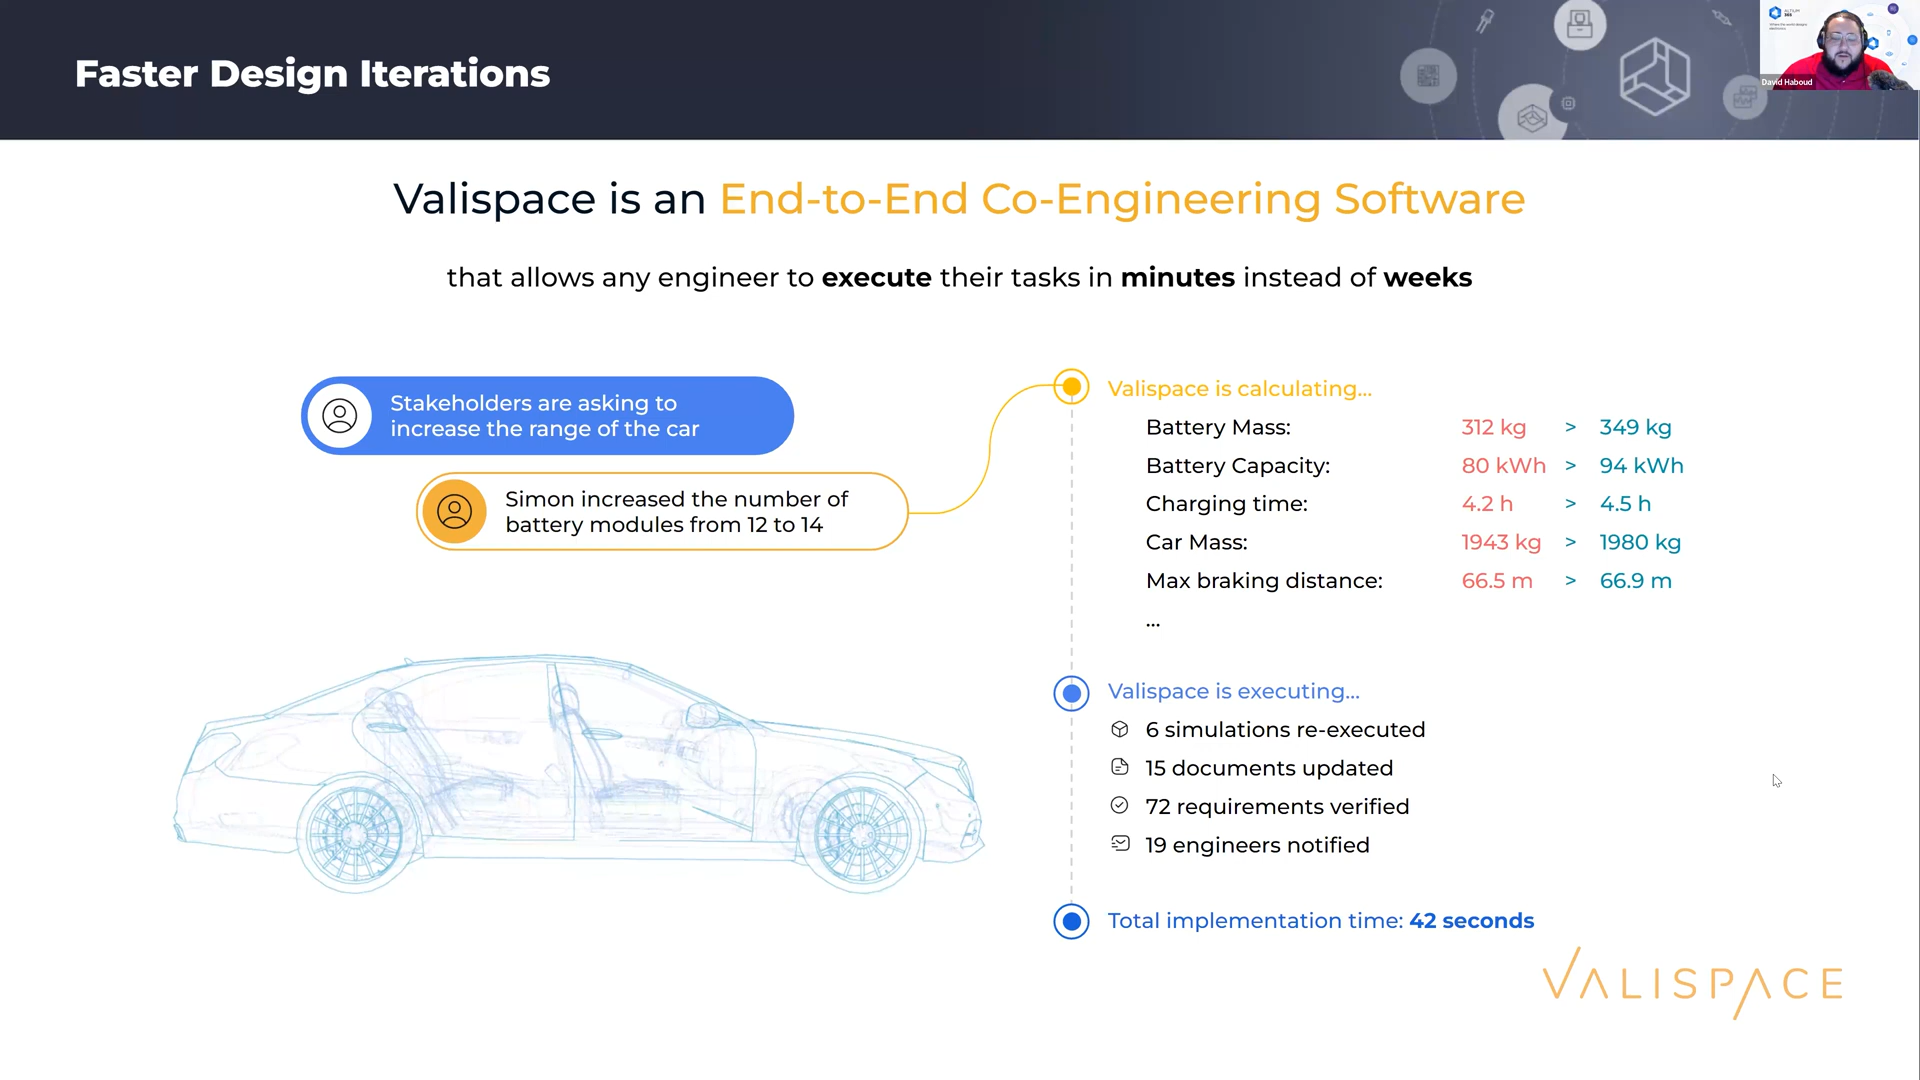 Faster Design Iterations
ALTIUM
365
David Haboud
Valispace is an End-to-End Co-Engineering Software
that allows any engineer to execute their tasks in minutes instead of weeks
Stakeholders are asking to
increase the range of the car
Simon increased the number of
battery modules from 12 to 14
Valispace is calculating...
Battery Mass: 312 kg > 349 kg
Battery Capacity: 80 kWh > 94 kWh
Charging time: 4.2 h > 4.5 h
Car Mass: 1943 kg > 1980 kg
Max braking distance: 66.5 m > 66.9 m
...
Valispace is executing...
6 simulations re-executed
15 documents updated
72 requirements verified
19 engineers notified
Total implementation time: 42 seconds
VALISPACE